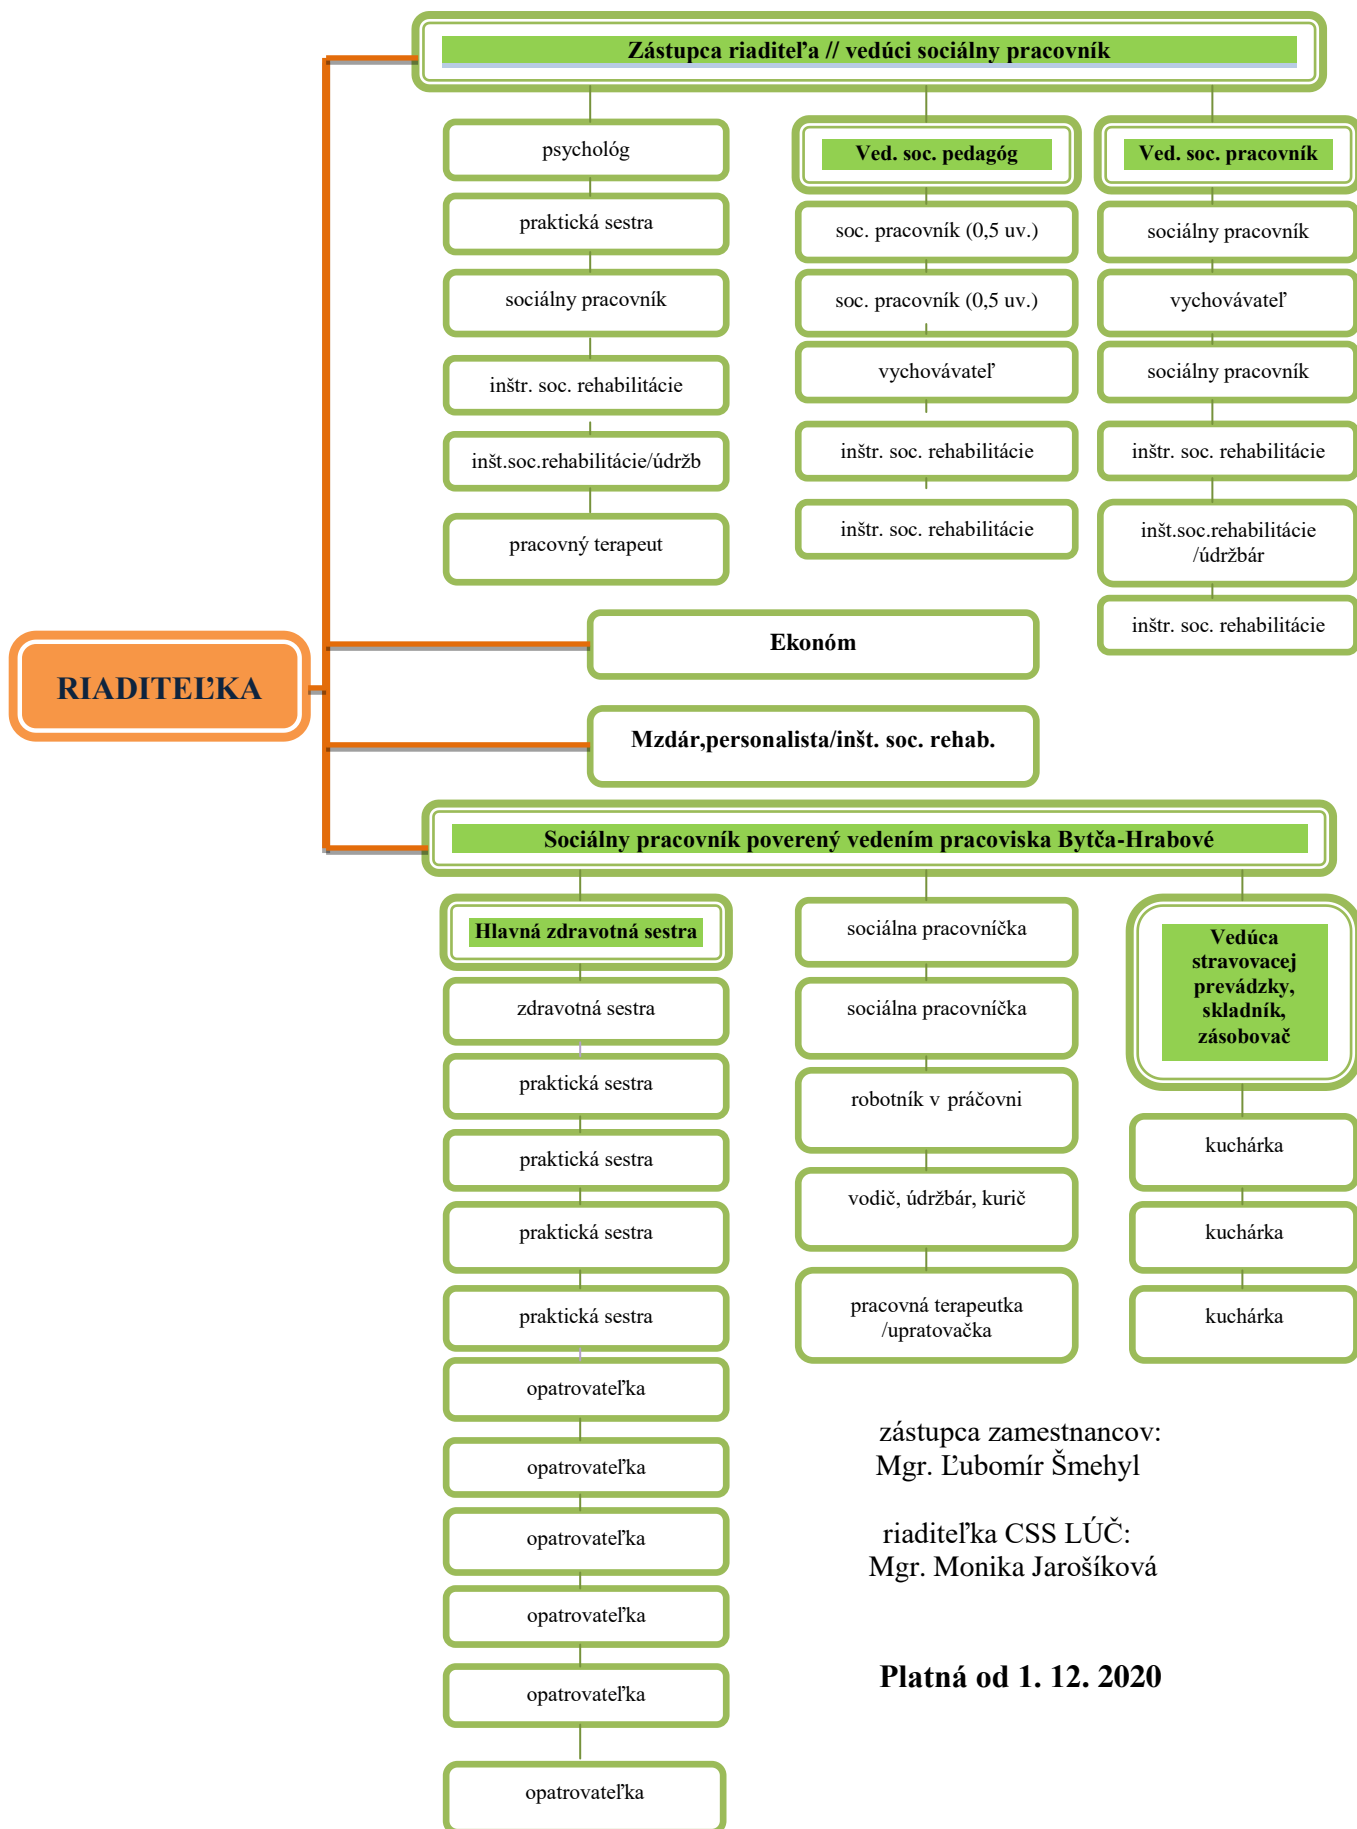 Zástupca riaditeľa // vedúci sociálny pracovník
psychológ
praktická sestra
sociálny pracovník
inštr. soc. rehabilitácie
inšt.soc.rehabilitácie/údržb
pracovný terapeut
Ved. soc. pedagóg
soc. pracovník (0,5 uv.)
soc. pracovník (0,5 uv.)
vychovávateľ
inštr. soc. rehabilitácie
inštr. soc. rehabilitácie
Ved. soc. pracovník
sociálny pracovník
vychovávateľ
sociálny pracovník
inštr. soc. rehabilitácie
inšt.soc.rehabilitácie
/údržbár
inštr. soc. rehabilitácie
RIADITEĽKA
Ekonóm
Mzdár,personalista/inšt. soc. rehab.
Sociálny pracovník poverený vedením pracoviska Bytča-Hrabové
Hlavná zdravotná sestra
zdravotná sestra
praktická sestra
praktická sestra
praktická sestra
praktická sestra
opatrovateľka
opatrovateľka
opatrovateľka
opatrovateľka
opatrovateľka
opatrovateľka
sociálna pracovníčka
sociálna pracovníčka
robotník v práčovni
vodič, údržbár, kurič
pracovná terapeutka
/upratovačka
Vedúca
stravovacej
prevádzky,
skladník,
zásobovač
kuchárka
kuchárka
kuchárka
zástupca zamestnancov:
Mgr. Ľubomír Šmehyl
riaditeľka CSS LÚČ:
Mgr. Monika Jarošíková
Platná od 1. 12. 2020